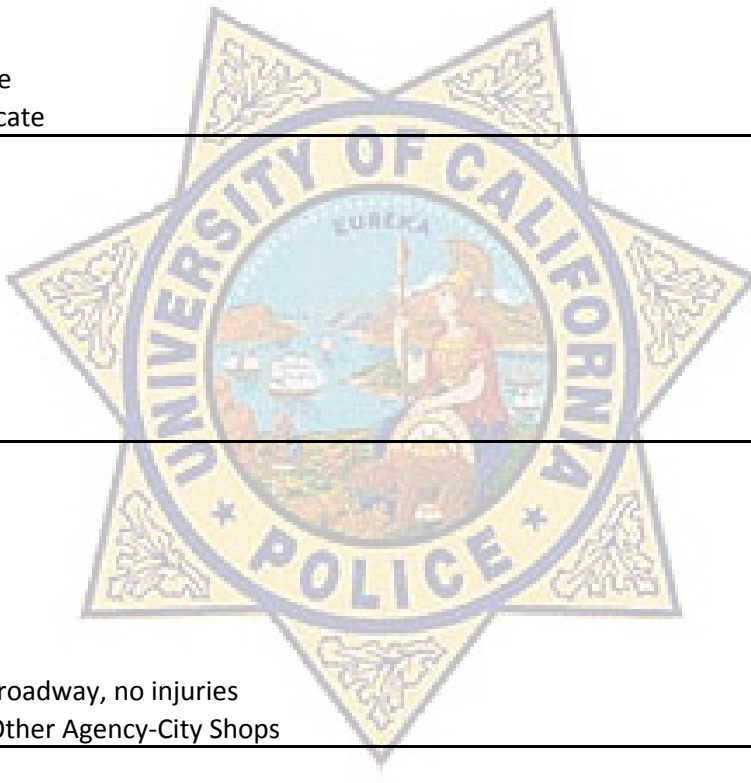 e
cate
UNIVERSITY OF CALIFORNIA
EUREKA
* POLICE *
roadway, no injuries
Other Agency-City Shops